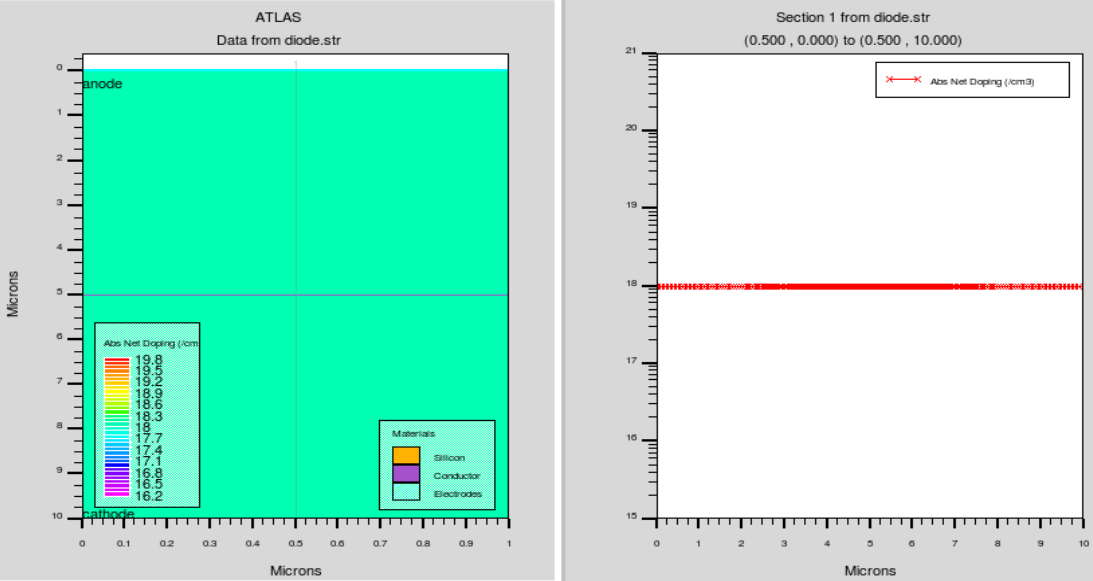 ATLAS
Data from diode.str
0
anode
1
2
3
4
5
6
7
8
9
10
cathode
Microns
Abs Net Doping (/cm
19.8
19.5
19.2
18.9
18.6
18.3
18
17.7
17.4
17.1
16.8
16.5
16.2
Materials
Silicon
Conductor
Electrodes
0 0.1 0.2 0.3 0.4 0.5 0.6 0.7 0.8 0.9 1
Microns
Section 1 from diode.str
(0.500 , 0.000) to (0.500 , 10.000)
Abs Net Doping (/cm3)
21
20
19
18
17
16
15
0 1 2 3 4 5 6 7 8 9 10
Microns